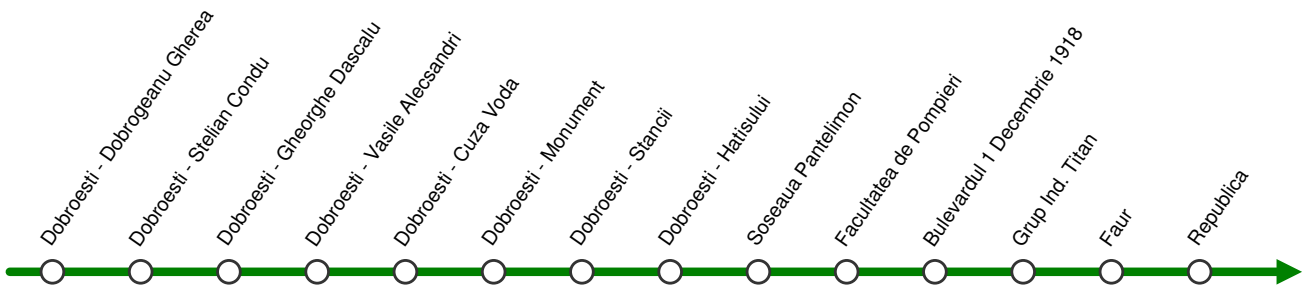 Dobroesti - Dobrogeanu Gherea
Dobroesti - Stelian Condu
Dobroesti - Gheorghe Dascalu
Dobroesti - Vasile Alecsandri
Dobroesti - Cuza Voda
Dobroesti - Monument
Dobroesti - Stancii
Dobroesti - Hatisului
Soseaua Pantelimon
Facultatea de Pompieri
Bulevardul 1 Decembrie 1918
Grup Ind. Titan
Faur
Republica